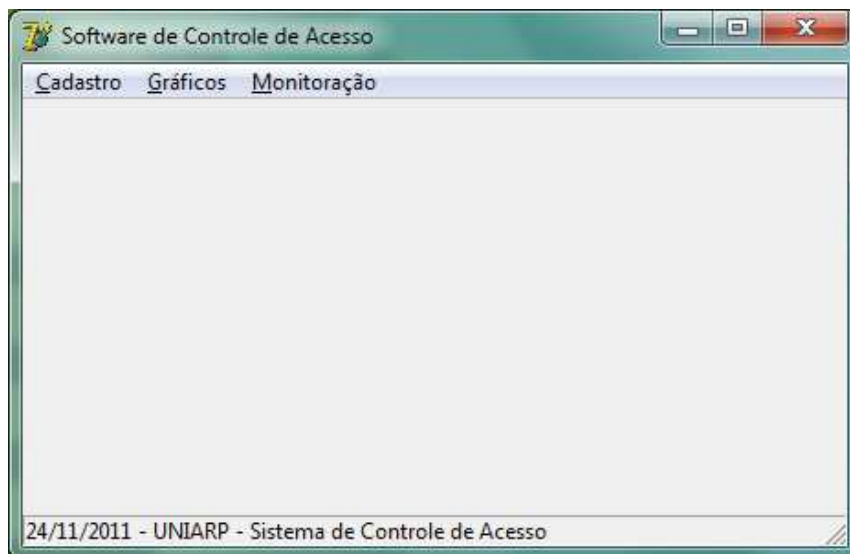 Software de Controle de Acesso
Cadastro Gráficos Monitoração
24/11/2011 - UNIARP - Sistema de Controle de Acesso